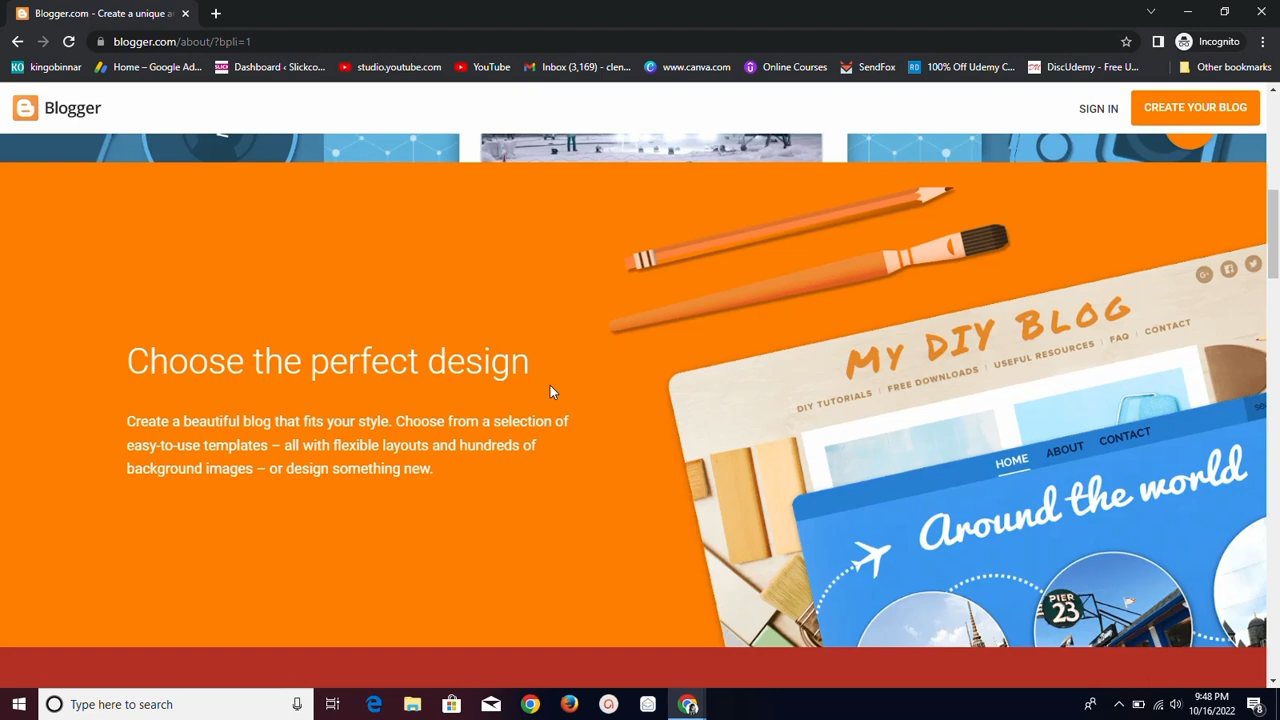 Blogger.com - Create a unique a
blogger.com/about/?bpli=1
Incognito
KO kingobinnar
Home – Google Ad...
SLICK Dashboard ‹ Slickco...
studio.youtube.com
YouTube
Inbox (3,169) - clen...
www.canva.com
Online Courses
SendFox
100% Off Udemy C...
DiscUdemy - Free U...
Other bookmarks
Blogger
SIGN IN
CREATE YOUR BLOG
Choose the perfect design
Create a beautiful blog that fits your style. Choose from a selection of
easy-to-use templates – all with flexible layouts and hundreds of
background images – or design something new.
MY DIY BLOG
DIY TUTORIALS | FREE DOWNLOADS | USEFUL RESOURCES | FAQ | CONTACT
HOME ABOUT CONTACT
Around the world
PIER
23
Type here to search
9:48 PM
10/16/2022
8